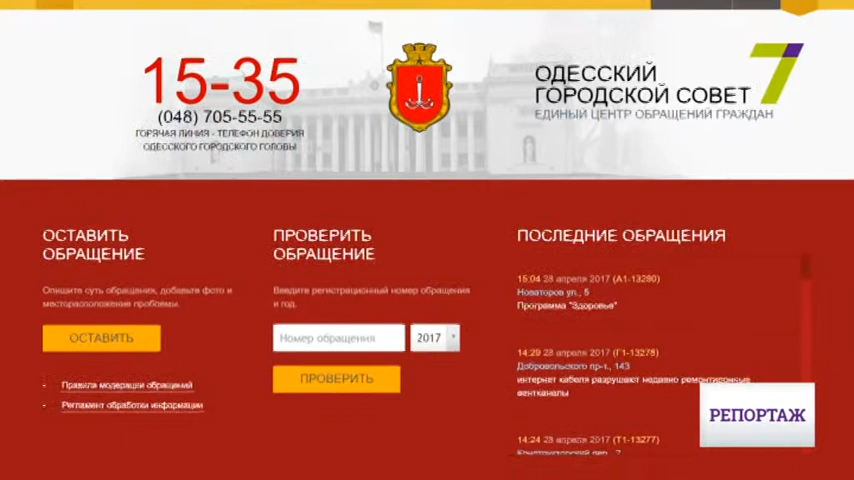 15-35
(048) 705-55-55
ГОРЯЧАЯ ЛИНИЯ - ТЕЛЕФОН ДОВЕРИЯ
ОДЕССКОГО ГОРОДСКОГО ГОЛОВЫ
ОДЕССКИЙ
ГОРОДСКОЙ СОВЕТ
ЕДИНЫЙ ЦЕНТР ОБРАЩЕНИЙ ГРАЖДАН
7
ОСТАВИТЬ
ОБРАЩЕНИЕ
Опишите суть обращения, добавьте фото и
месторасположение проблемы.
ОСТАВИТЬ
- Правила модерации обращений
- Регламент обработки информации
ПРОВЕРИТЬ
ОБРАЩЕНИЕ
Введите регистрационный номер обращения
и год.
Номер обращения
2017
ПРОВЕРИТЬ
ПОСЛЕДНИЕ ОБРАЩЕНИЯ
15:04 28 апреля 2017 (А1-13280)
Новаторов ул., 5
Программа "Здоровье"
14:29 28 апреля 2017 (Г1-13278)
Добровольского пр-т., 143
интернет кабеля разрушают недавно ремонтированные
вентканалы
14:24 28 апреля 2017 (Т1-13277)
РЕПОРТАЖ